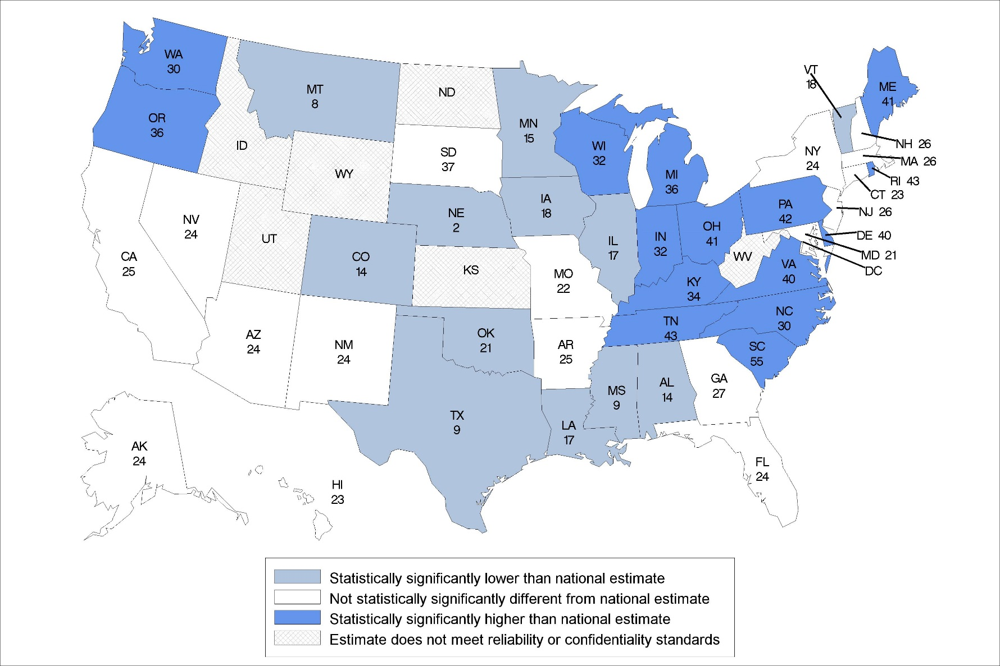 WA
30
OR
36
ID
MT
8
ND
WY
SD
37
MN
15
WI
32
MI
36
VT
18
ME
41
NH 26
MA 26
RI 43
CT 23
NJ 26
DE 40
MD 21
DC
NY
24
PA
42
NV
24
UT
CA
25
CO
14
NE
2
KS
IA
18
IL
17
IN
32
OH
41
WV
VA
40
MO
22
KY
34
NC
30
TN
43
SC
55
AZ
24
NM
24
OK
21
AR
25
TX
9
LA
17
MS
9
AL
14
GA
27
FL
24
AK
24
HI
23
Statistically significantly lower than national estimate
Not statistically significantly different from national estimate
Statistically significantly higher than national estimate
Estimate does not meet reliability or confidentiality standards